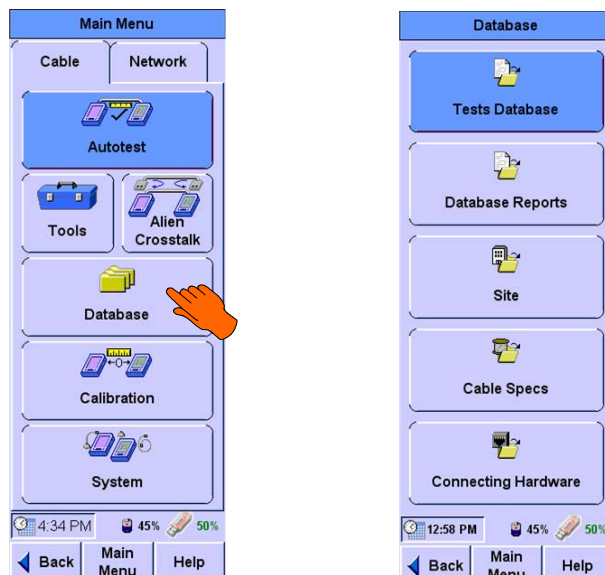 Main Menu
Cable
Network
Autotest
Tools
Alien
Crosstalk
Database
Calibration
System
4:34 PM
45%
50%
Back
Main
Menu
Help
Database
Tests Database
Database Reports
Site
Cable Specs
Connecting Hardware
12:58 PM
45%
50%
Back
Main
Menu
Help